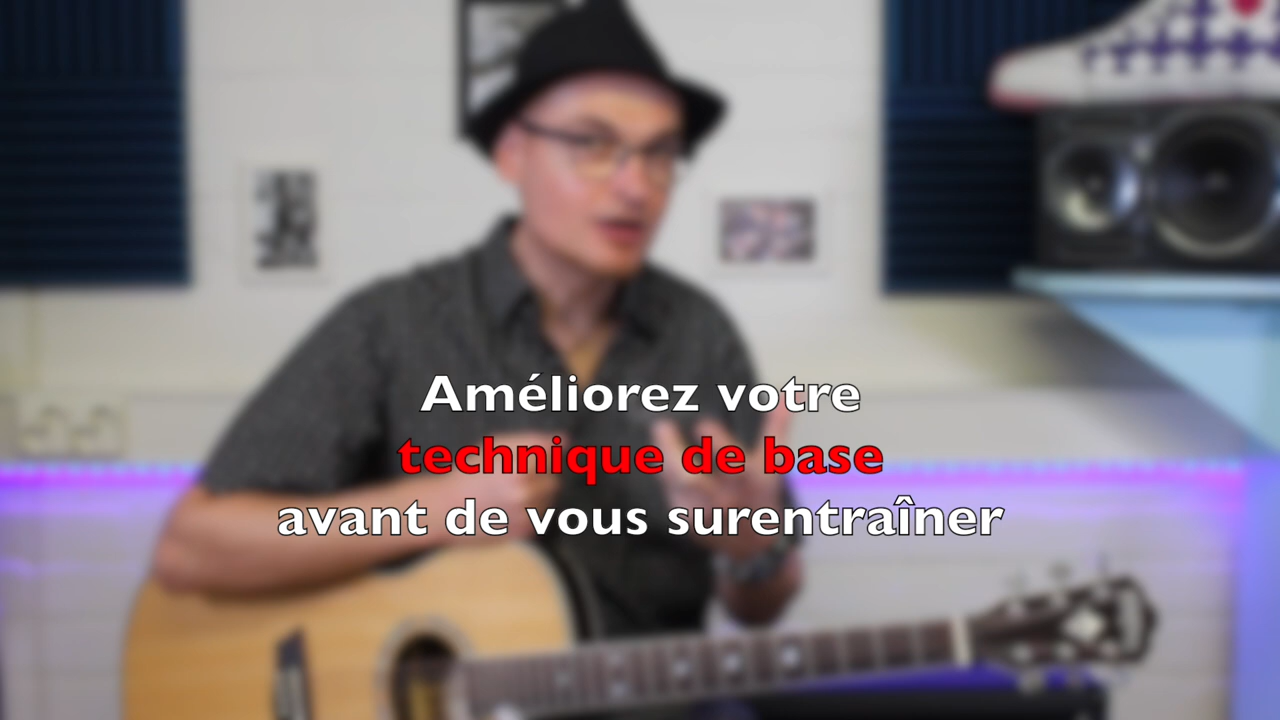 Améliorez votre
technique de base
avant de vous surentraîner